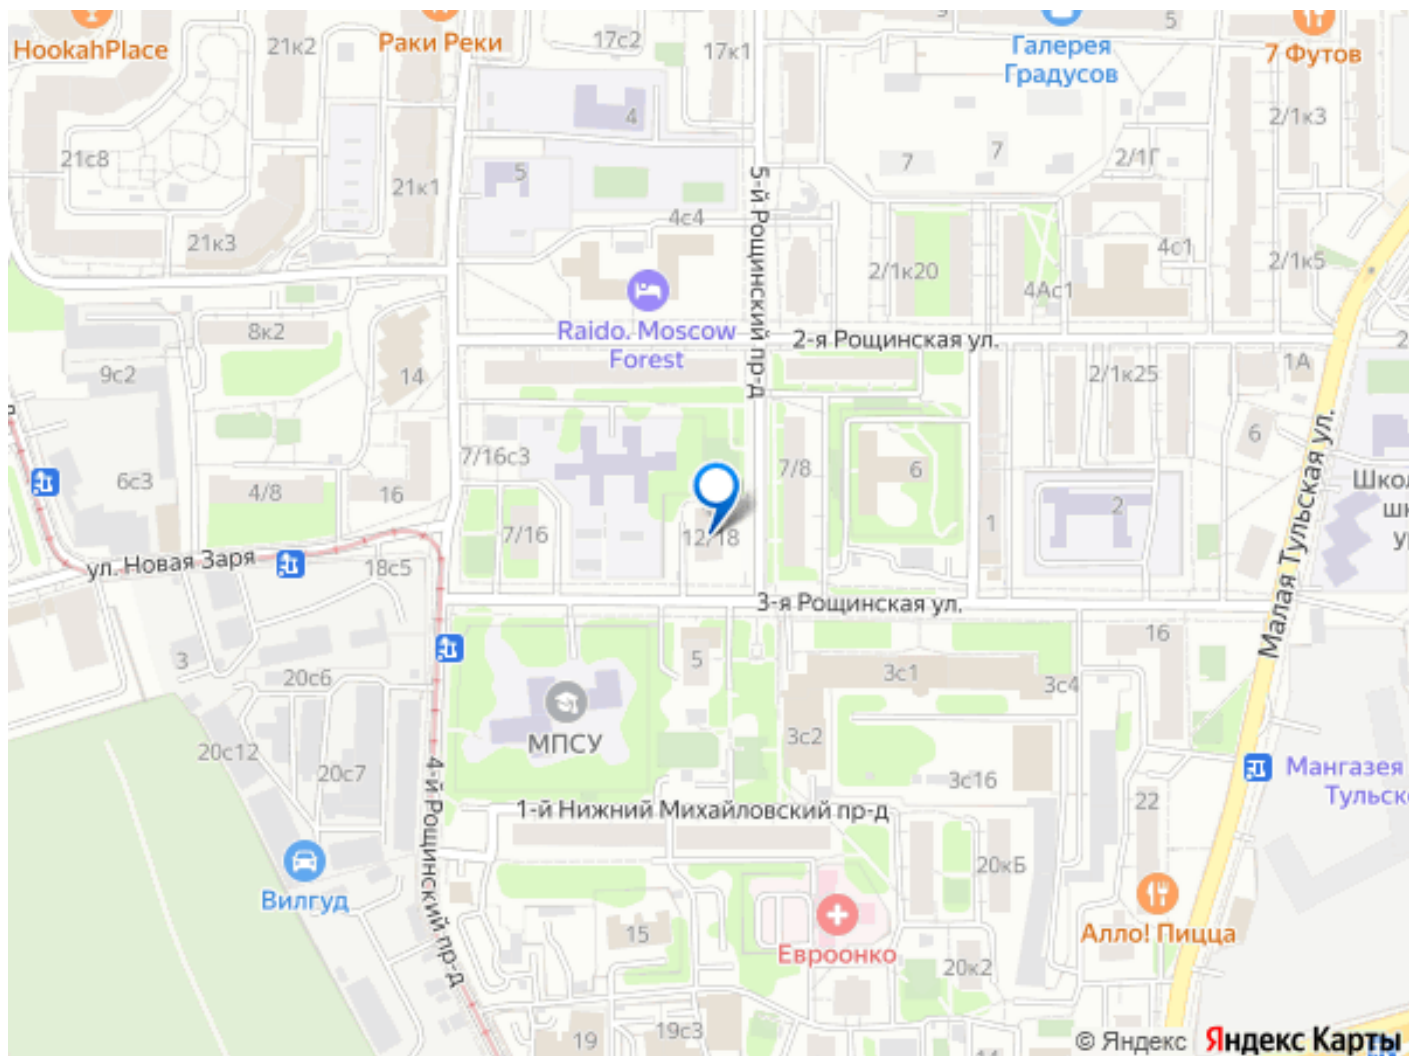 HookahPlace
21к2
Раки Реки
17с2
17к1
9
Галерея
Градусов
5
7 Футов
21с8
4
2/1к3
7
7
2/1Г
5
21к1
21к3
4с4
5-й Рощинский пр-д
2/1к20
4с1
4Ас1
2/1к5
8к2
Raido. Moscow
Forest
2-я Рощинская ул.
9с2
14
2/1к25
1А
Малая Тульская ул.
6
7/16с3
7/8
6
6с3
4/8
16
2
Шко
7/16
12/18
1
ул. Новая Заря
18с5
3-я Рощинская ул.
16
3
20с6
5
3с1
3с4
МПСУ
3с2
20с12
20с7
3с16
Мангазея
Тульск
4-й Рощинский пр-д
1-й Нижний Михайловский пр-д
22
20кБ
Вилгуд
15
Евроонко
20к2
Алло! Пицца
19
19с3
© Яндекс Яндекс Карты